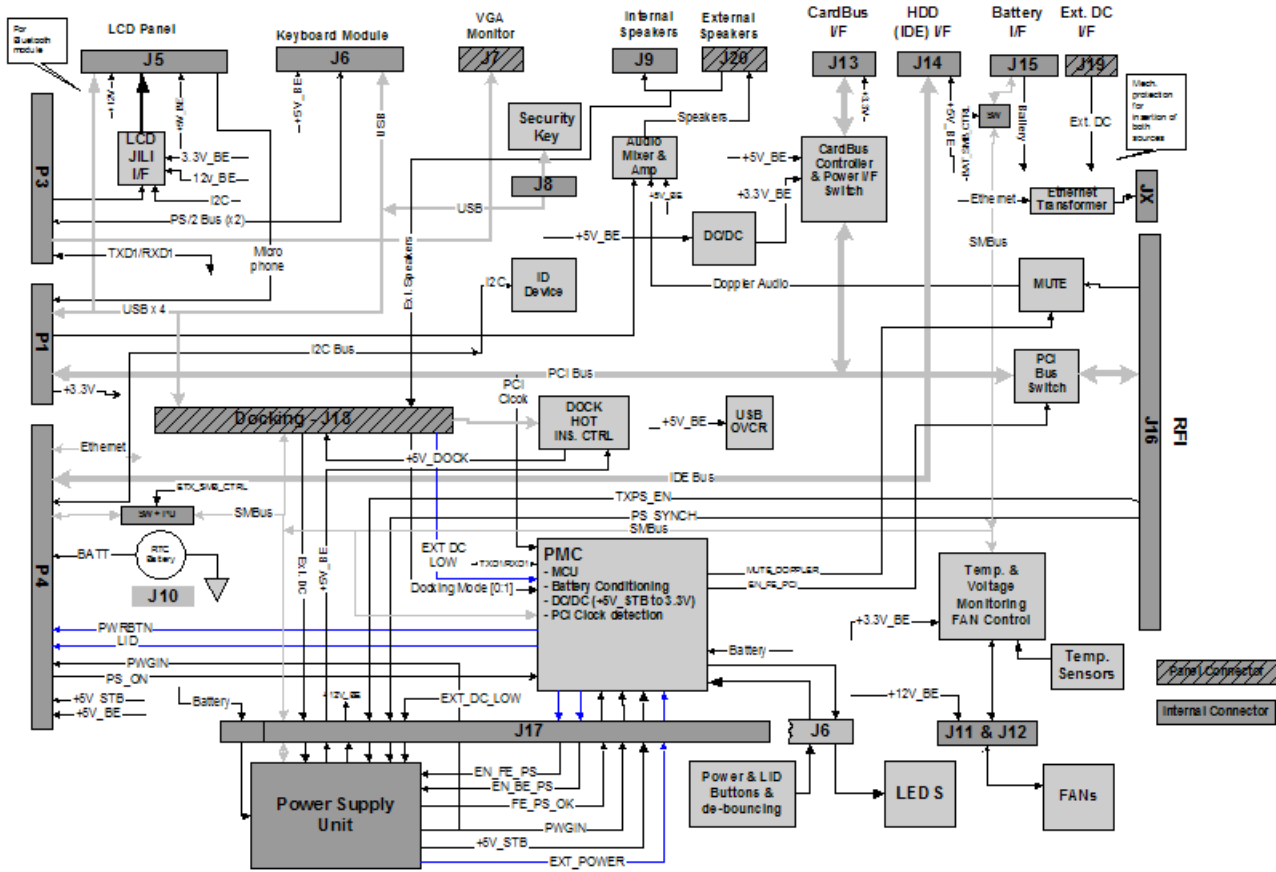 For
Bluetooth
module
LCD Panel
J5
Keyboard Module
J6
VGA
Monitor
J7
Internal
Speakers
J9
External
Speakers
J20
CardBus
I/F
J13
HDD
(IDE) I/F
J14
Battery
I/F
J15
Ext. DC
I/F
J19
Mech.
protection
for
insertion of
both
sources
+12V
+5V_BE
LCD
JILI
I/F
3.3V_BE
12v_BE
I2C
+5V_BE
USB
Security
Key
J8
USB
Speakers
Audio
Mixer &
Amp
+5V_BE
+5V_BE
+3.3V_BE
CardBus
Controller
& Power I/F
Switch
+3.3V
+5V_BE
BAT_SMB_CTRL
SW
Battery
Ext. DC
Ethernet
Ethernet
Transformer
JX
P3
PS/2 Bus (x2)
TXD1/RXD1
Micro
phone
Ext. Speakers
+5V_BE
DC/DC
SMBus
I2C
ID
Device
Doppler Audio
MUTE
P1
USB x 4
I2C Bus
PCI Bus
PCI
Bus
Switch
+3.3V
PCI
Clock
Docking - J18
DOCK
HOT
INS. CTRL
+5V_BE
USB
OVCR
J16
RFI
Ethernet
+5V_DOCK
IDE Bus
TXPS_EN
PS_SYNCH
SMBus
SW + PU
SMBus
P4
BATT
RTC
Battery
J10
Ext. DC
+5V_BE
EXT DC
LOW
TXD1/RXD1
Docking Mode [0:1]
PMC
- MCU
- Battery Conditioning
- DC/DC (+5V_STB to 3.3V)
- PCI Clock detection
MUTE_DOPPLER
EN_FE_PCI
Temp. &
Voltage
Monitoring
FAN Control
+3.3V_BE
PWRBTN
LID
PWGIN
PS_ON
Battery
Temp.
Sensors
Panel Connector
+5V_STB
+5V_BE
Battery
+12V_BE
EXT_DC_LOW
+12V_BE
Internal Connector
J17
J6
J11 & J12
Power Supply
Unit
EN_FE_PS
EN_BE_PS
FE_PS_OK
PWGIN
+5V_STB
EXT_POWER
Power & LID
Buttons &
de-bouncing
LEDS
FANs